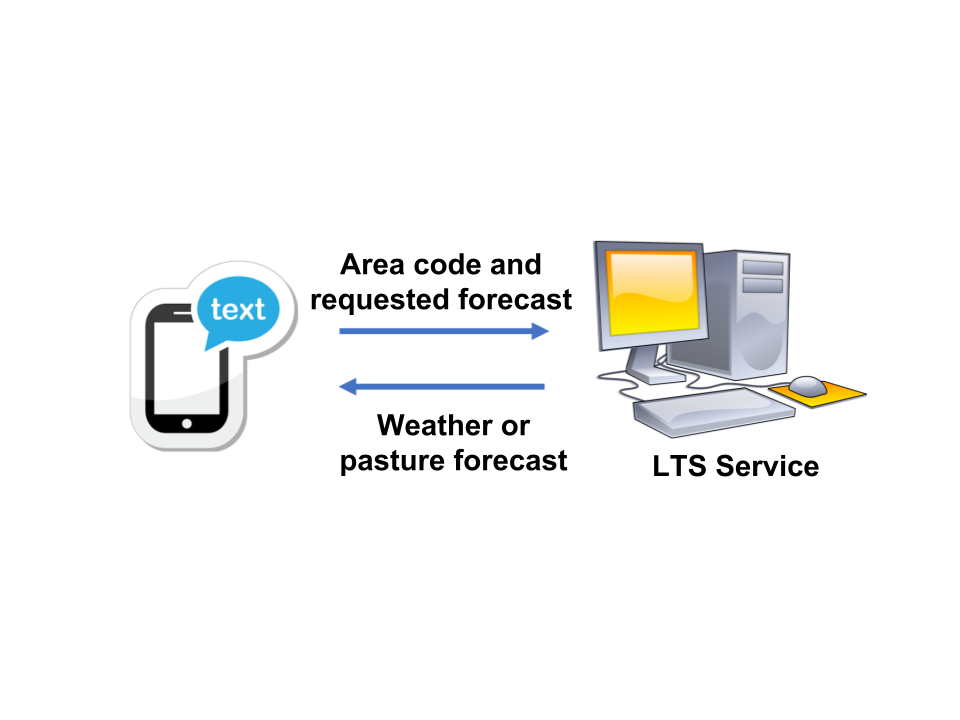 Area code and
requested forecast
text
Weather or
pasture forecast
LTS Service